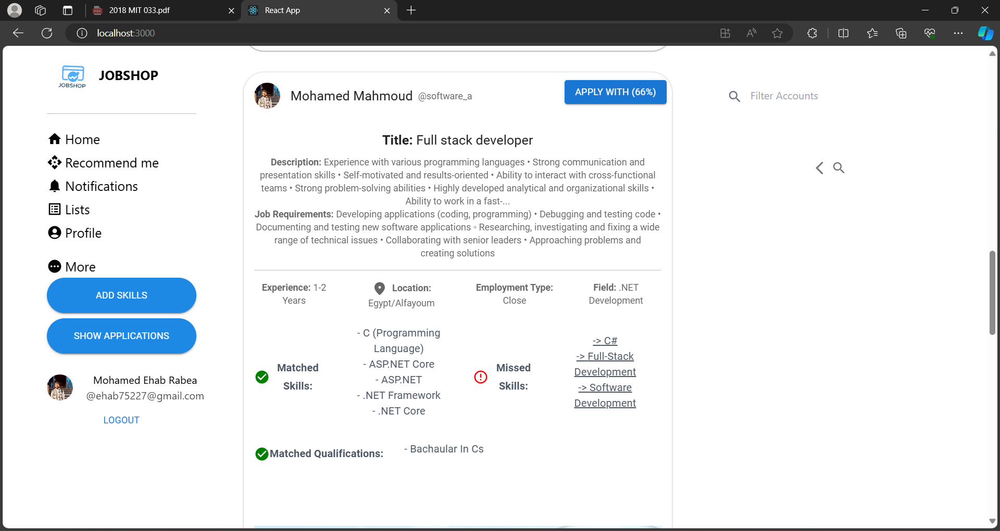 2018 MIT 033.pdf
React App
localhost:3000
JOBSHOP
JOBSHOP
Home
Recommend me
Notifications
Lists
Profile
More
ADD SKILLS
SHOW APPLICATIONS
Mohamed Ehab Rabea
@ehab75227@gmail.com
LOGOUT
Mohamed Mahmoud @software_a
APPLY WITH (66%)
Title: Full stack developer
Description: Experience with various programming languages • Strong communication and
presentation skills • Self-motivated and results-oriented • Ability to interact with cross-functional
teams • Strong problem-solving abilities • Highly developed analytical and organizational skills •
Ability to work in a fast-...
Job Requirements: Developing applications (coding, programming) • Debugging and testing code •
Documenting and testing new software applications ◦ Researching, investigating and fixing a wide
range of technical issues • Collaborating with senior leaders • Approaching problems and
creating solutions
Experience: 1-2
Years
Location:
Egypt/Alfayoum
Employment Type:
Close
Field: .NET
Development
Matched
Skills:
- C (Programming
Language)
- ASP.NET Core
- ASP.NET
- .NET Framework
- .NET Core
Missed
Skills:
-> C#
-> Full-Stack
Development
-> Software
Development
Matched Qualifications:
- Bachaular In Cs
Filter Accounts